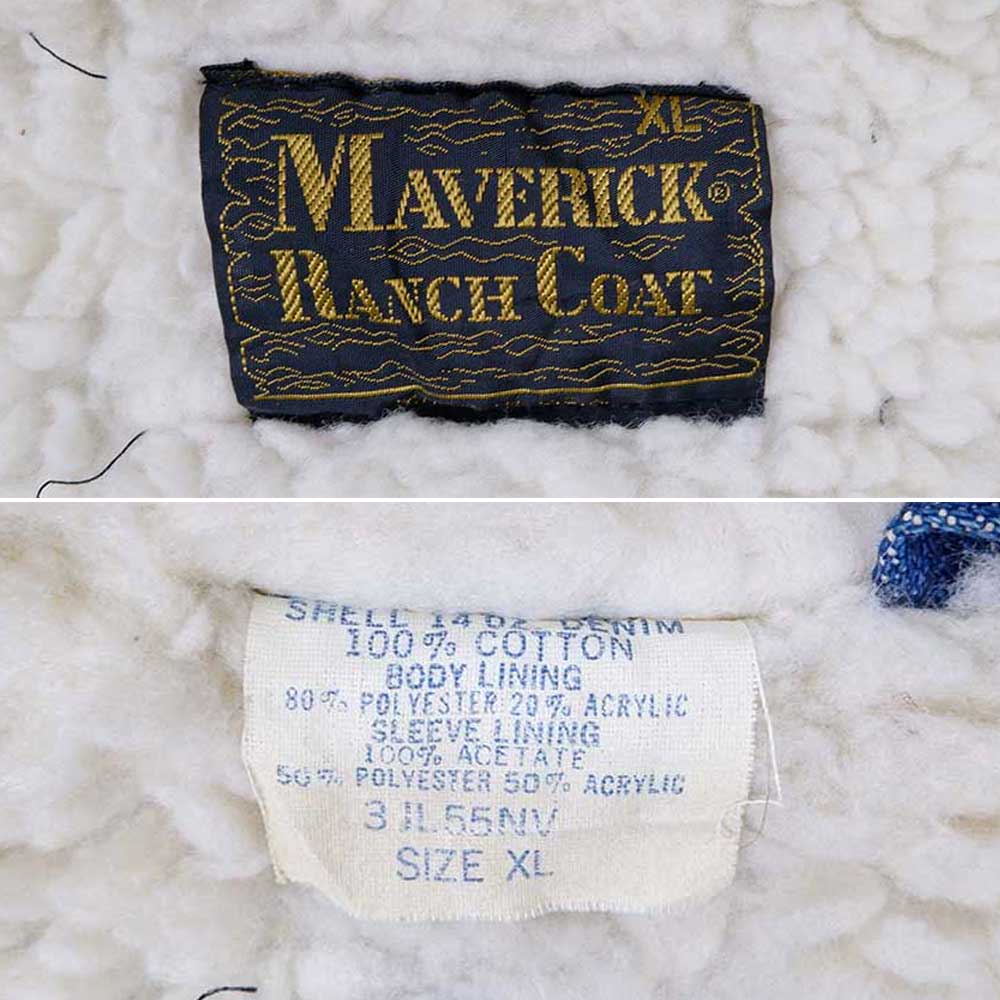 XL
MAVERICK®
RANCH COAT
SHELL 14 OZ DENIM
100% COTTON
BODY LINING
80% POLYESTER 20% ACRYLIC
SLEEVE LINING
100% ACETATE
50% POLYESTER 50% ACRYLIC
3 JL55NV
SIZE XL